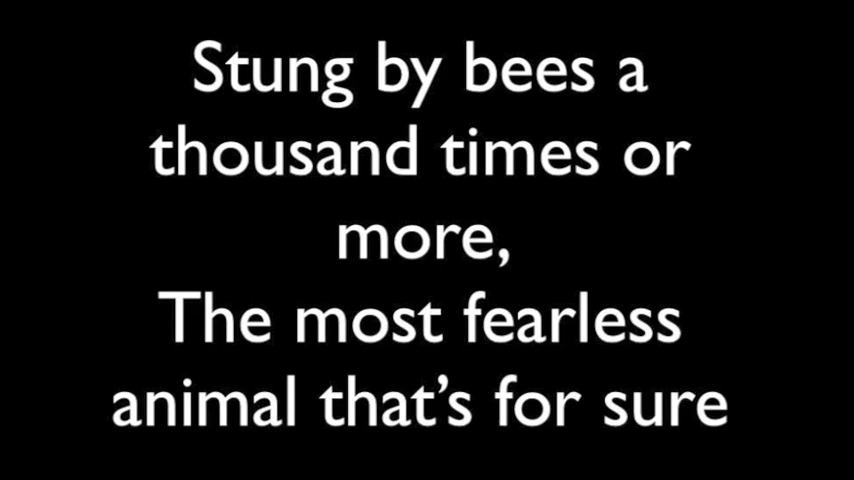 Stung by bees a
thousand times or
more,
The most fearless
animal that’s for sure